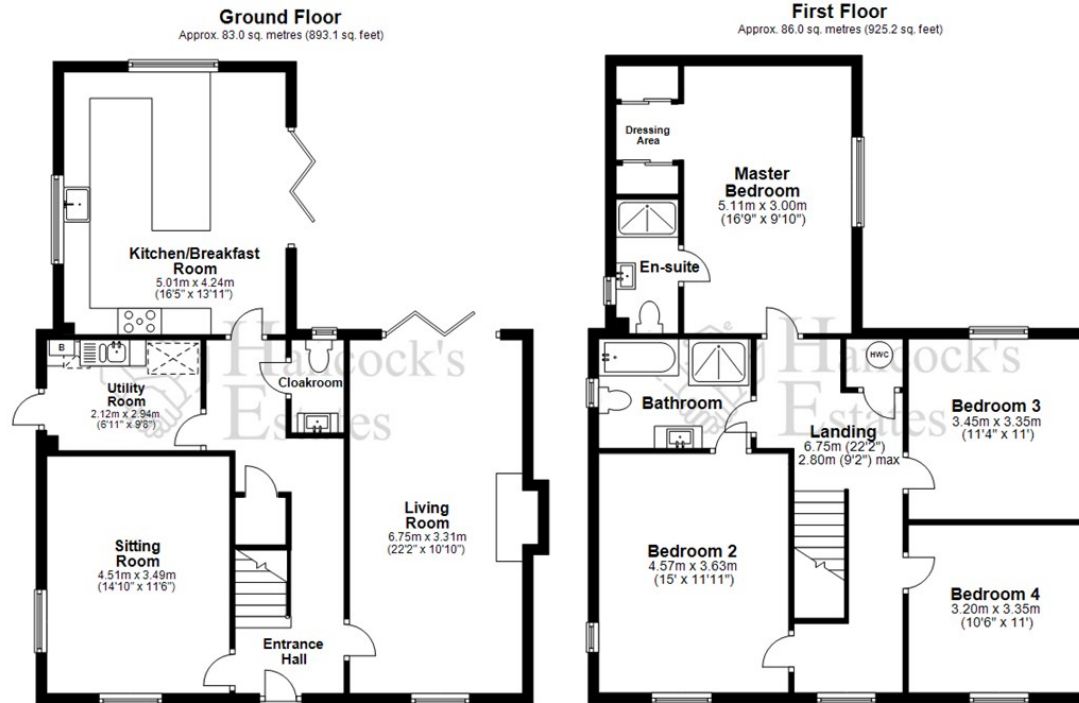 Ground Floor
Approx. 83.0 sq. metres (893.1 sq. feet)
Kitchen/Breakfast
Room
5.01m x 4.24m
(16'5" x 13'11")
B
Utility
Room
2.12m x 2.94m
(6'11" x 9'8")
Cloakroom
Sitting
Room
4.51m x 3.49m
(14'10" x 11'6")
Living
Room
6.75m x 3.31m
(22'2" x 10'10")
Entrance
Hall
Hancock's
Estates
First Floor
Approx. 86.0 sq. metres (925.2 sq. feet)
Dressing
Area
Master
Bedroom
5.11m x 3.00m
(16'9" x 9'10")
En-suite
Bathroom
HWC
Landing
6.75m (22'2")
2.80m (9'2") max
Bedroom 3
3.45m x 3.35m
(11'4" x 11')
Bedroom 2
4.57m x 3.63m
(15' x 11'11")
Bedroom 4
3.20m x 3.35m
(10'6" x 11')
Hancock's
Estates